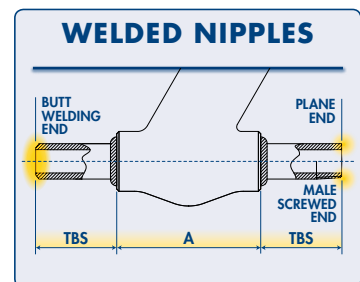 WELDED NIPPLES
BUTT
WELDING
END
PLANE
END
MALE
SCREWED
END
TBS
A
TBS